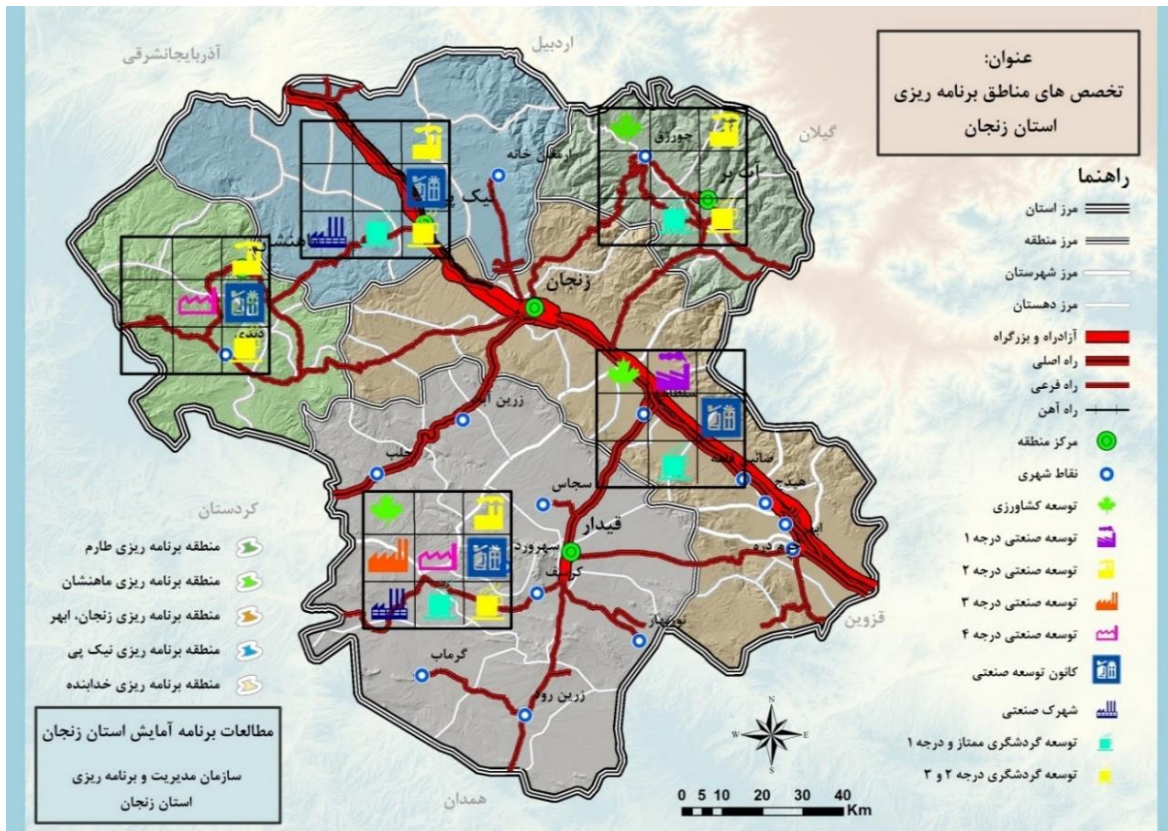 عنوان:
تخصص های مناطق برنامه ریزی
استان زنجان
راهنما
مرز استان
مرز منطقه
مرز شهرستان
مرز دهستان
آزادراه و بزرگراه
راه اصلی
راه فرعی
راه آهن
مرکز منطقه
نقاط شهری
توسعه کشاورزی
توسعه صنعتی درجه ۱
توسعه صنعتی درجه ۲
توسعه صنعتی درجه ۳
توسعه صنعتی درجه ۴
کانون توسعه صنعتی
شهرک صنعتی
توسعه گردشگری ممتاز و درجه ۱
توسعه گردشگری درجه ۲ و ۳
اردبیل
آذربایجانشرقی
گیلان
چورزق
آب بر
ارمغان خانه
نیک
زنجان
زرین
حلب
سجاس
قیدار
سهرورد
هیدج
دره
گرماب
زرین رود
کردستان
قزوین
همدان
منطقه برنامه ریزی طارم
منطقه برنامه ریزی ماهنشان
منطقه برنامه ریزی زنجان، ابهر
منطقه برنامه ریزی نیک پی
منطقه برنامه ریزی خدابنده
مطالعات برنامه آمایش استان زنجان
سازمان مدیریت و برنامه ریزی
استان زنجان
N
W E
S
0 5 10 20 30 40
Km